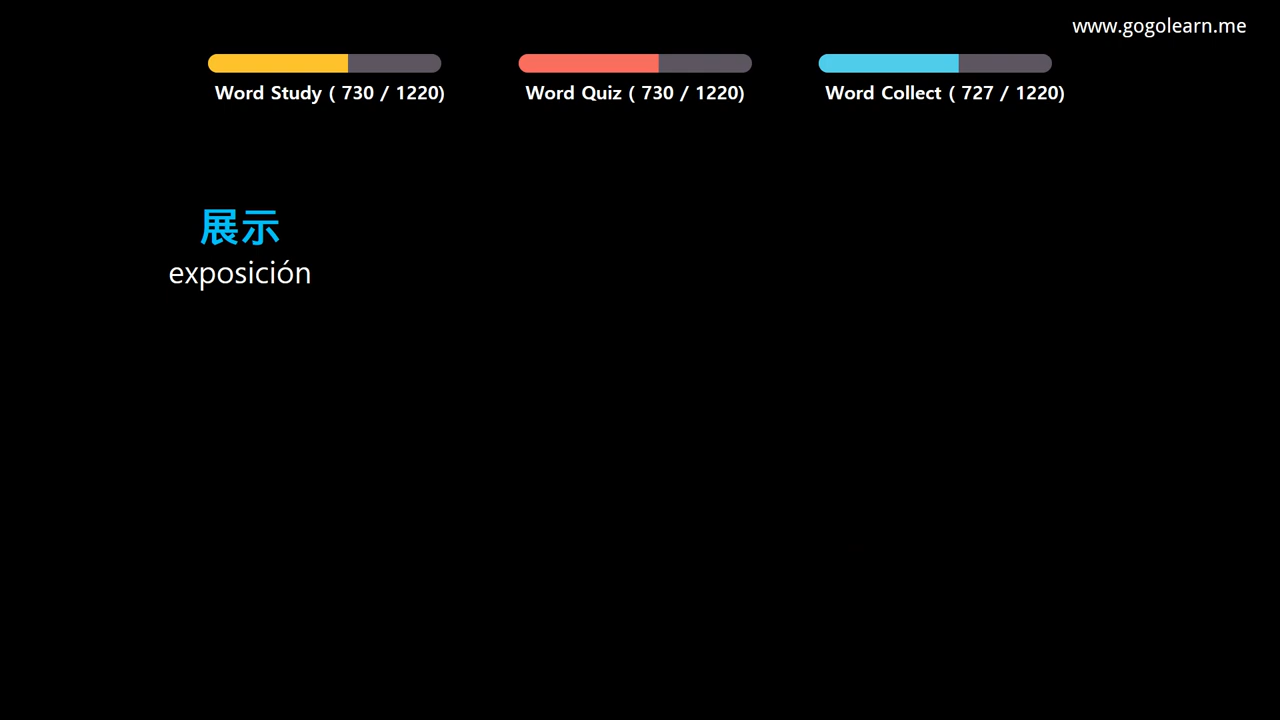 www.gogolearn.me
Word Study ( 730 / 1220)
Word Quiz ( 730 / 1220)
Word Collect ( 727 / 1220)
展示
exposición